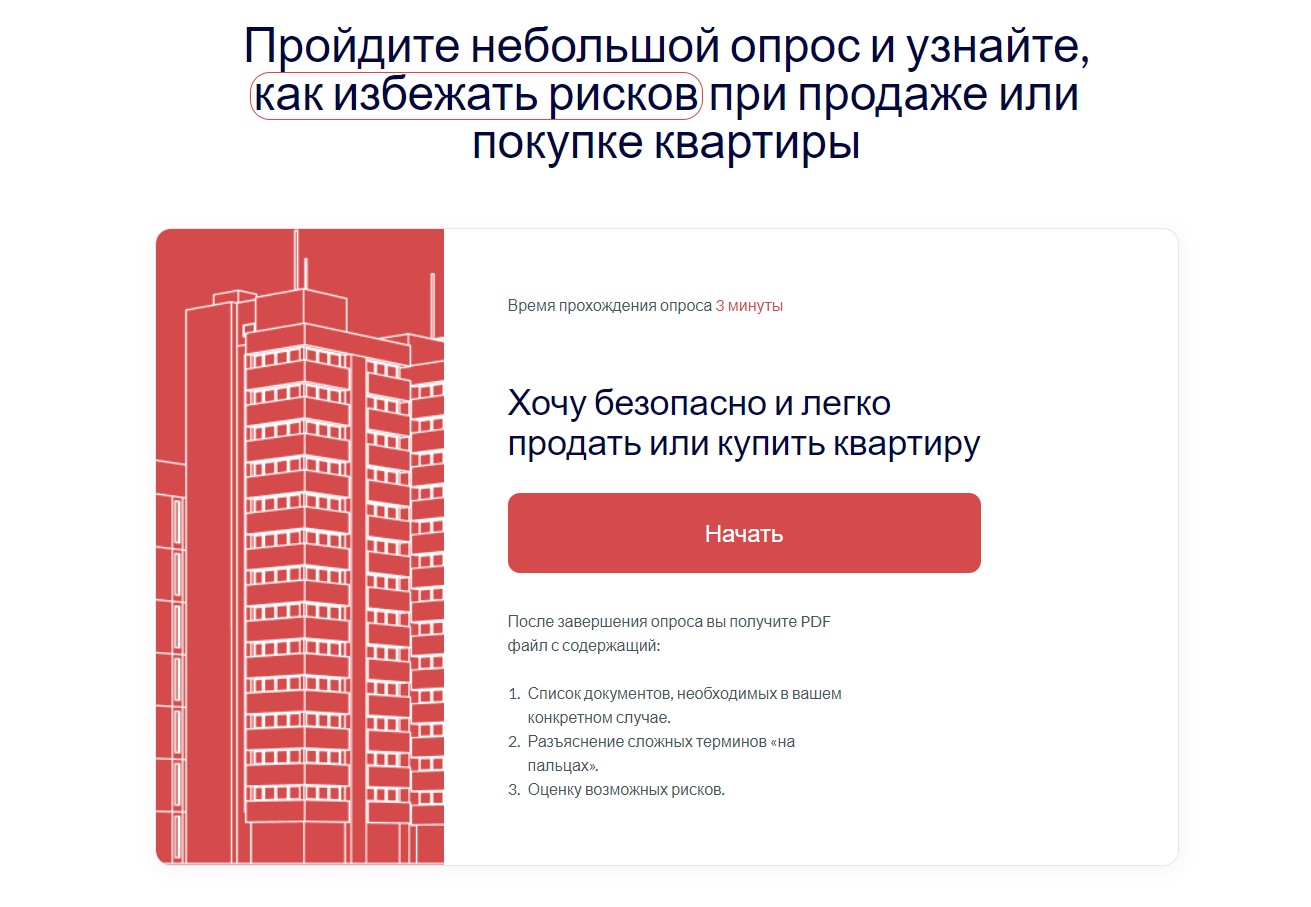 Пройдите небольшой опрос и узнайте,
как избежать рисков при продаже или
покупке квартиры
Время прохождения опроса 3 минуты
Хочу безопасно и легко
продать или купить квартиру
Начать
После завершения опроса вы получите PDF
файл с содержащий:
1. Список документов, необходимых в вашем
конкретном случае.
2. Разъяснение сложных терминов «на
пальцах».
3. Оценку возможных рисков.